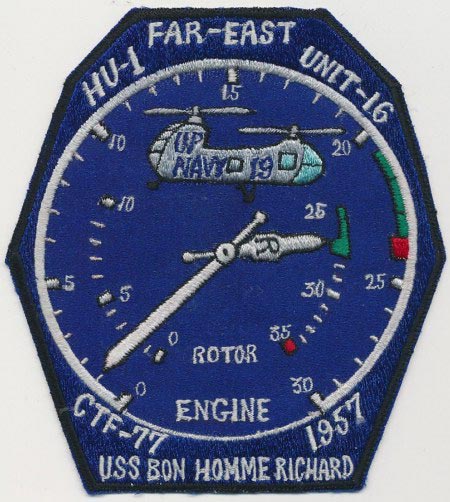 FAR-EAST
HU-1
UNIT-16
15
10
20
UP
NAVY 19
10
25
5
25
5
30
0
35
ROTOR
0
30
ENGINE
CTF-77
1957
USS BON HOMME RICHARD